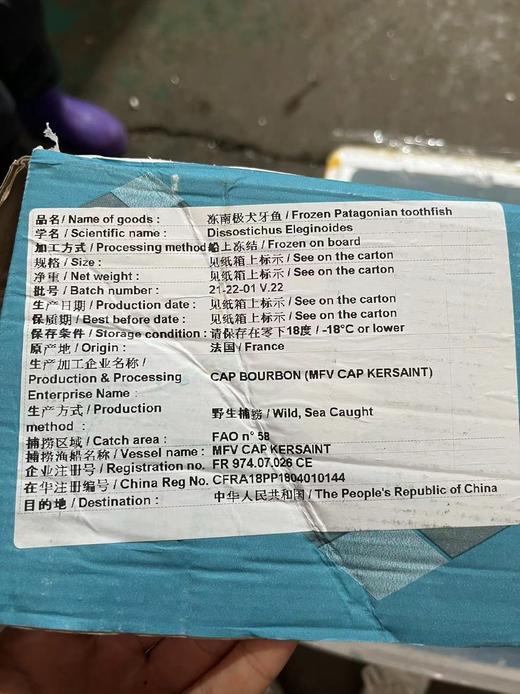 品名 / Name of goods : 冻南极犬牙鱼 / Frozen Patagonian toothfish
学名 / Scientific name : Dissostichus Eleginoides
加工方式 / Processing method 船上冻结 / Frozen on board
规格 / Size : 见纸箱上标示 / See on the carton
净重 / Net weight : 见纸箱上标示 / See on the carton
批号 / Batch number : 21-22-01 V.22
生产日期 / Production date : 见纸箱上标示 / See on the carton
保质期 / Best before date : 见纸箱上标示 / See on the carton
保存条件 / Storage condition : 请保存在零下18度 / -18°C or lower
原产地 / Origin : 法国 / France
生产加工企业名称 /
Production & Processing CAP BOURBON (MFV CAP KERSAINT)
Enterprise Name :
生产方式 / Production 野生捕捞 / Wild, Sea Caught
method :
捕捞区域 / Catch area : FAO n° 58
捕捞渔船名称 / Vessel name : MFV CAP KERSAINT
企业注册号 / Registration no. FR 974.07.026 CE
在华注册编号 / China Reg No. CFRA18PP1804010144
目的地 / Destination : 中华人民共和国 / The People's Republic of China